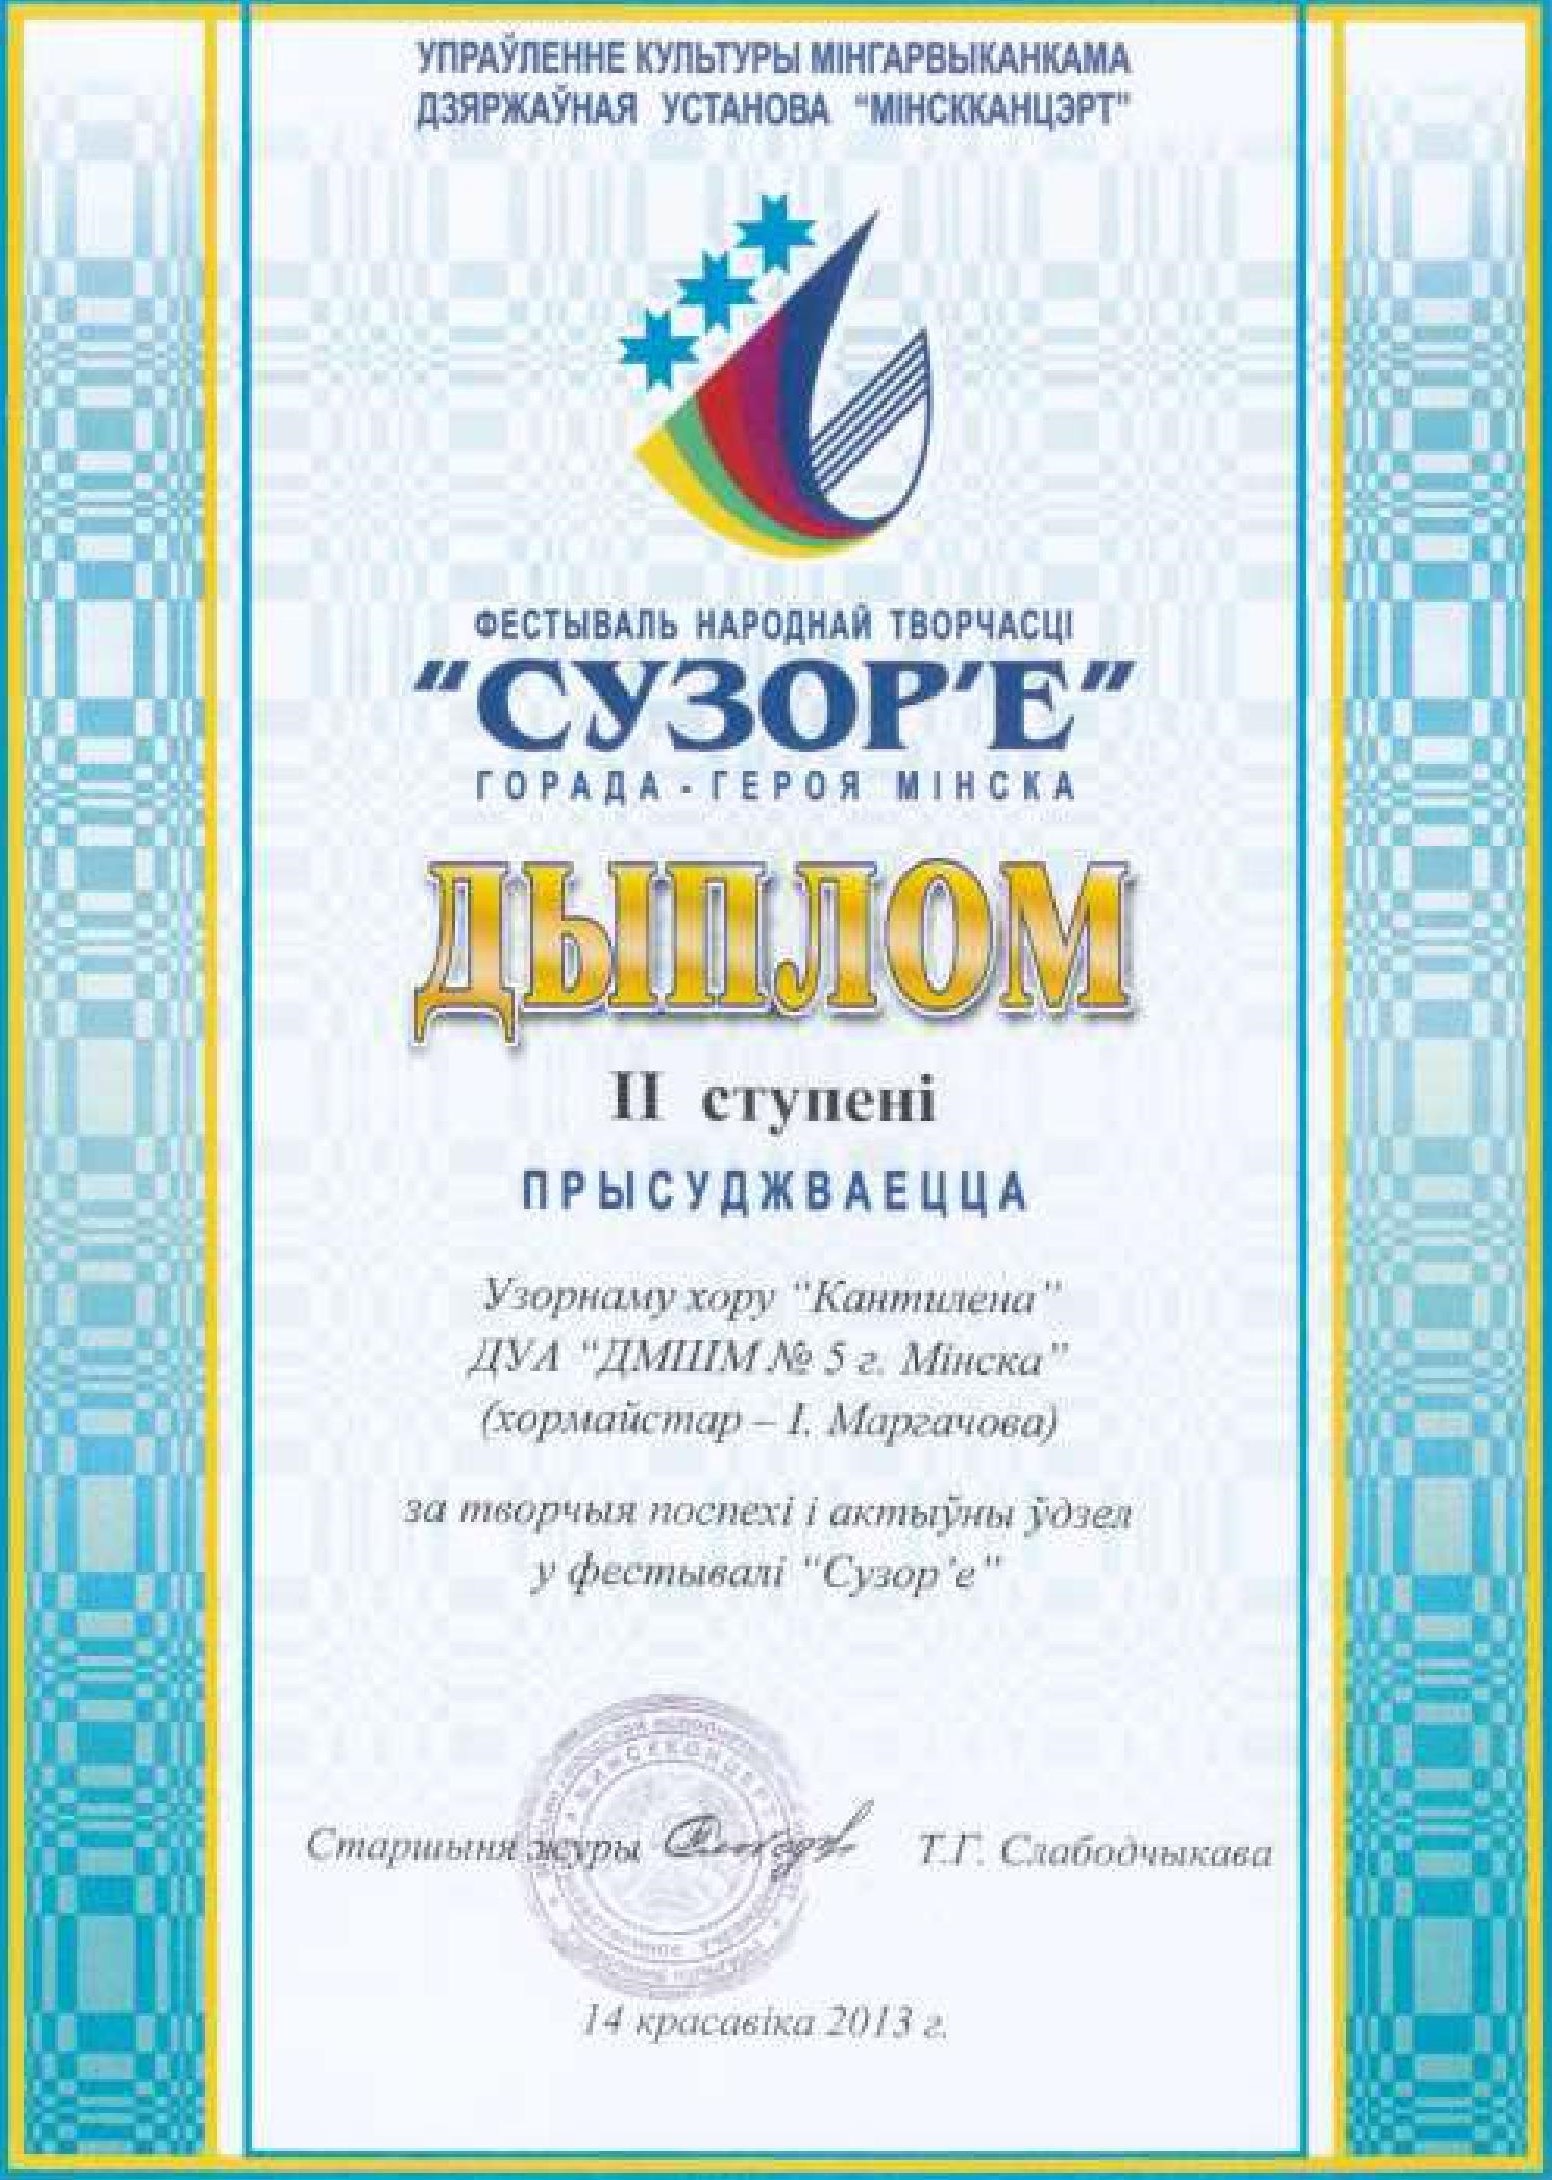 УПРАЎЛЕННЕ КУЛЬТУРЫ МІНГАРВЫКАНКАМА
ДЗЯРЖАЎНАЯ УСТАНОВА "МІНСККАНЦЭРТ"
ФЕСТЫВАЛЬ НАРОДНАЙ ТВОРЧАСЦІ
"СУЗОР'Е"
ГОРАДА - ГЕРОЯ МІНСКА
ДЫПЛОМ
II ступені
ПРЫСУДЖВАЕЦЦА
Узорнаму хору "Кантилена"
ДУА "ДМШМ № 5 г. Мінска"
(хормайстар – І. Маргачова)
за творчыя поспехі і актыўны ўдзел
у фестывалі "Сузор'е"
Старшыня журы Т.Г. Слабодчыкава
14 красавіка 2013 г.